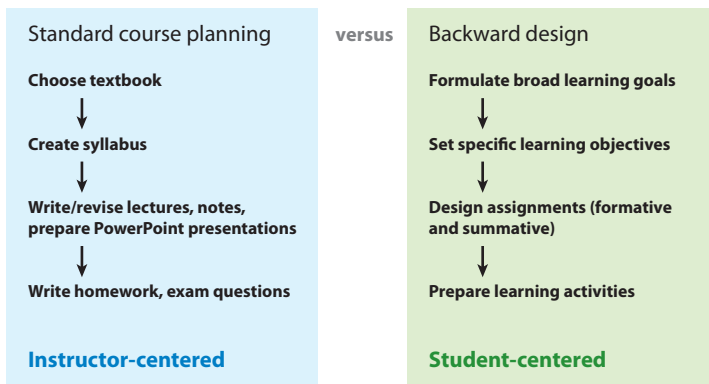 Standard course planning
Choose textbook
Create syllabus
Write/revise lectures, notes,
prepare PowerPoint presentations
Write homework, exam questions
Instructor-centered
versus
Backward design
Formulate broad learning goals
Set specific learning objectives
Design assignments (formative
and summative)
Prepare learning activities
Student-centered